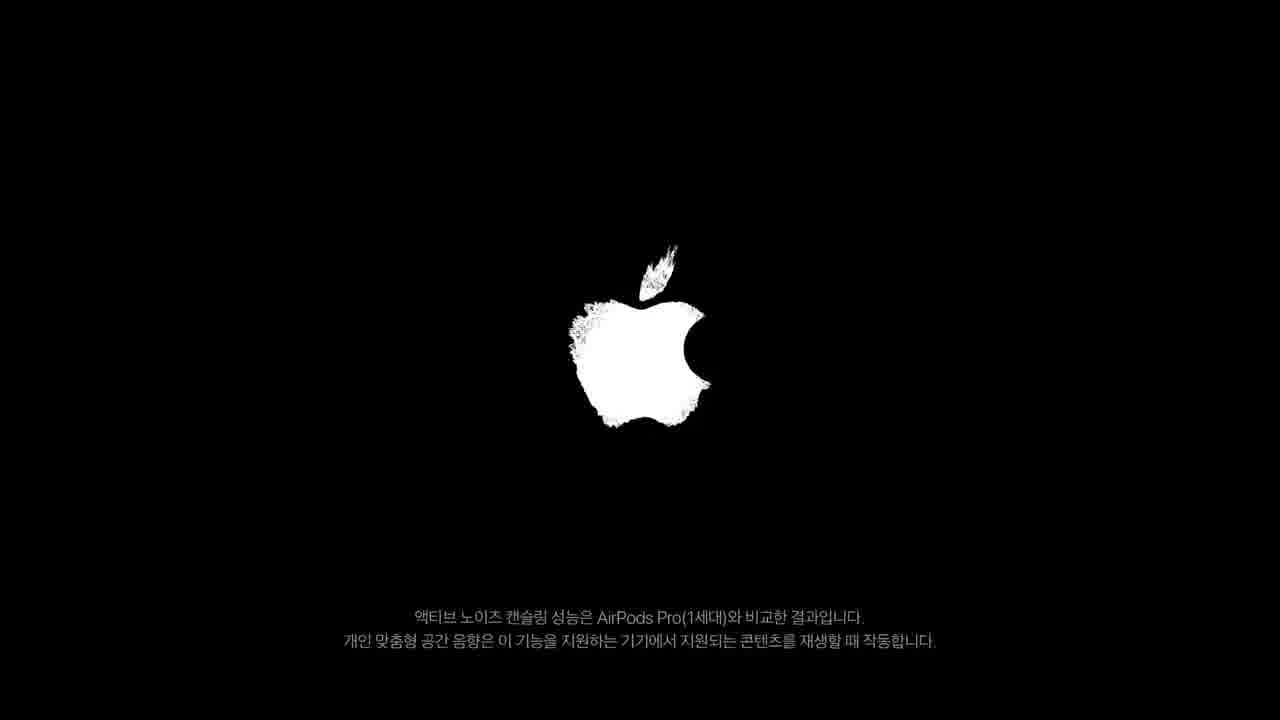 액티브 노이즈 캔슬링 성능은 AirPods Pro(1세대)와 비교한 결과입니다.
개인 맞춤형 공간 음향은 이 기능을 지원하는 기기에서 지원되는 콘텐츠를 재생할 때 작동합니다.